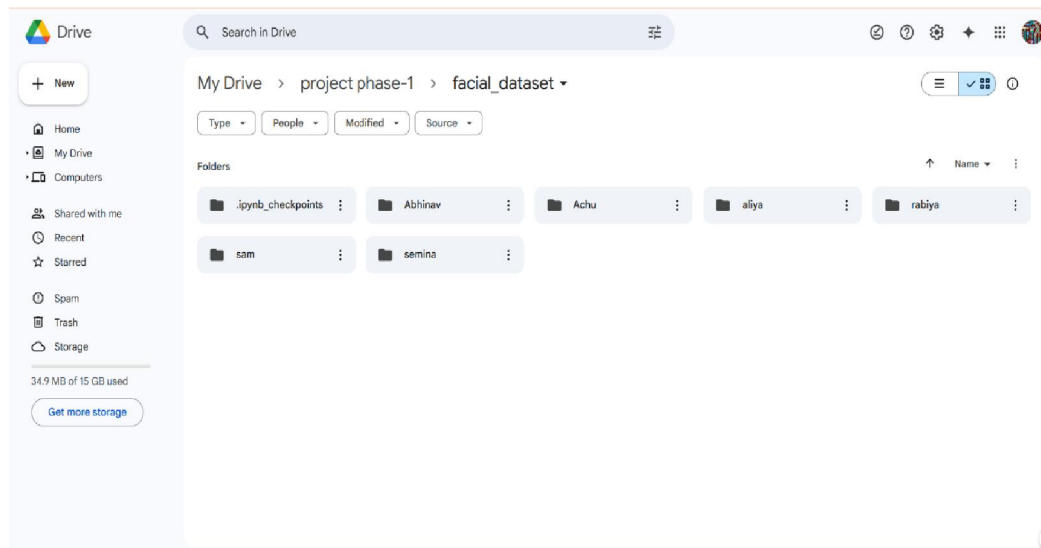 Drive
Search in Drive
New
My Drive > project phase-1 > facial_dataset
Type People Modified Source
Home
My Drive
Computers
Shared with me
Recent
Starred
Spam
Trash
Storage
34.9 MB of 15 GB used
Get more storage
Folders
Name
.ipynb_checkpoints Abhinav Achu aliya rabiya
sam semina